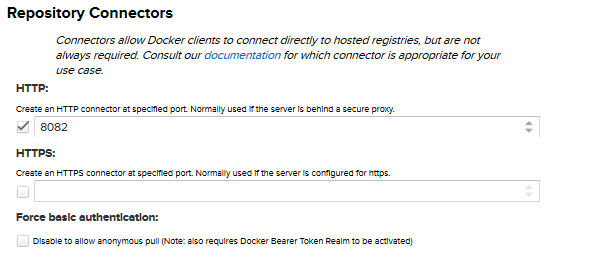 Repository Connectors
Connectors allow Docker clients to connect directly to hosted registries, but are not
always required. Consult our documentation for which connector is appropriate for your
use case.
HTTP:
Create an HTTP connector at specified port. Normally used if the server is behind a secure proxy.
8082
HTTPS:
Create an HTTPS connector at specified port. Normally used if the server is configured for https.
Force basic authentication:
Disable to allow anonymous pull (Note: also requires Docker Bearer Token Realm to be activated)